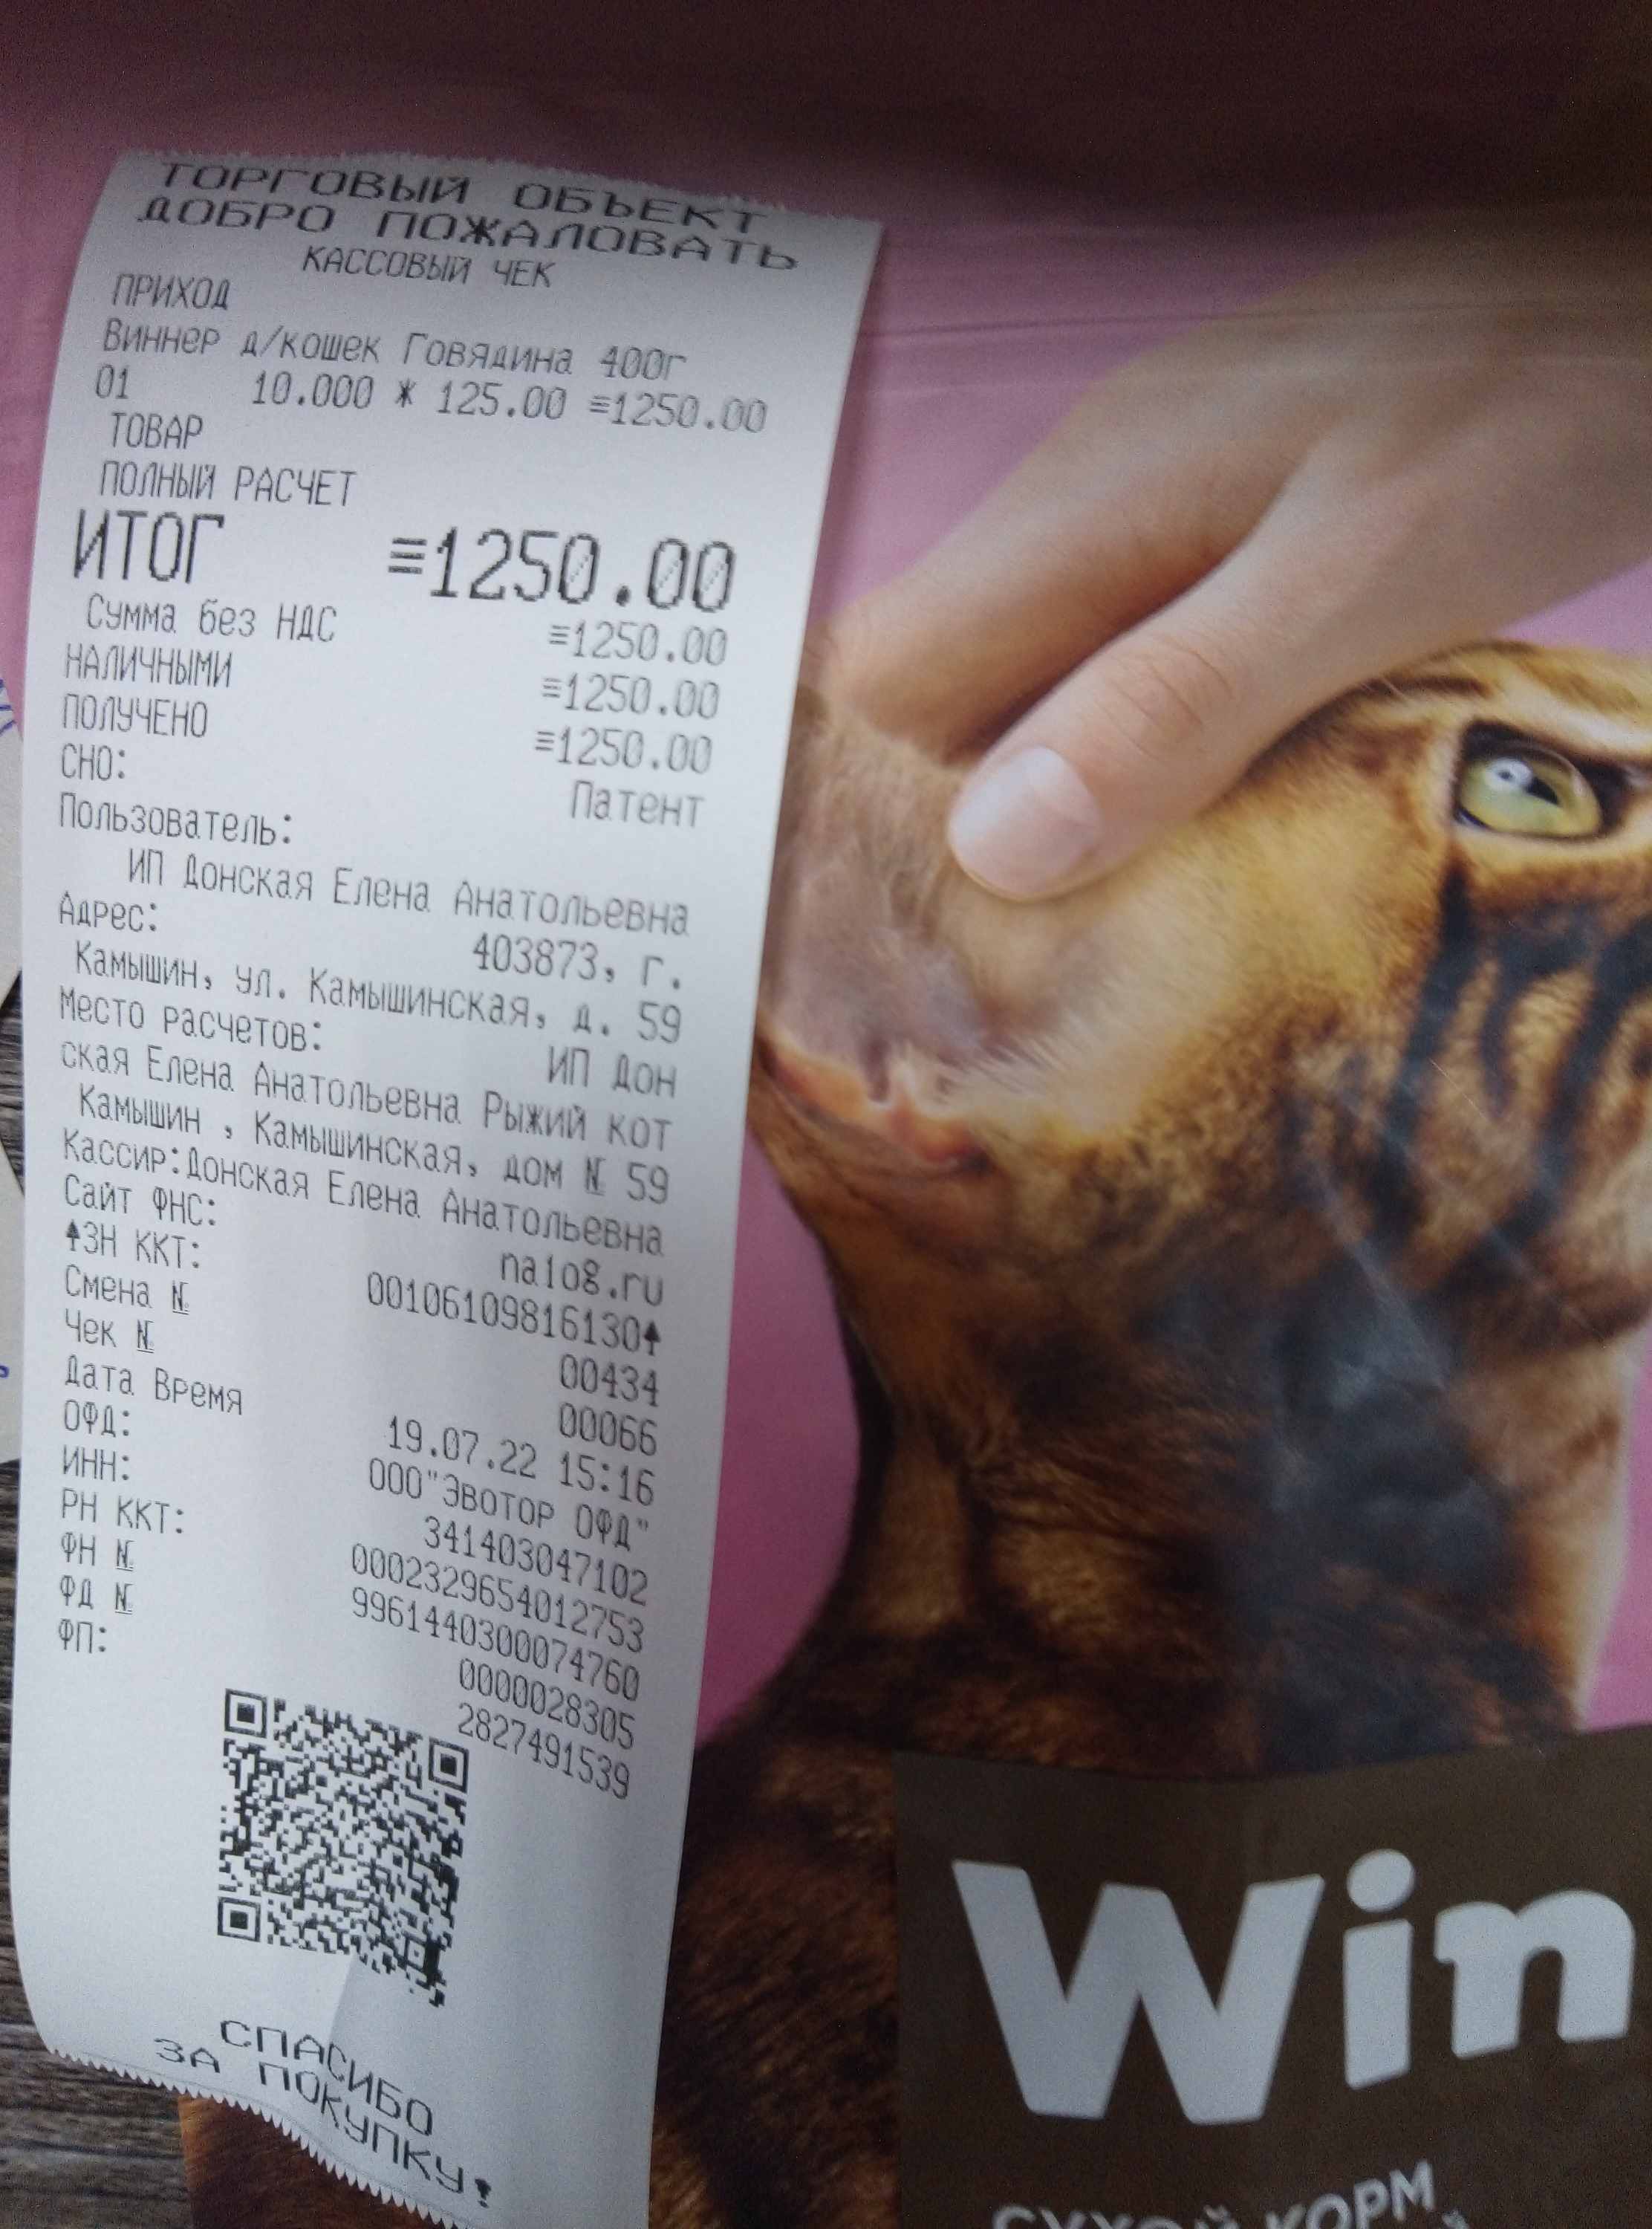 ТОРГОВЫЙ ОБЪЕКТ
ДОБРО ПОЖАЛОВАТЬ
КАССОВЫЙ ЧЕК
ПРИХОД
Виннер д/кошек Говядина 400г
01 10.000 * 125.00 ≡1250.00
ТОВАР
ПОЛНЫЙ РАСЧЕТ
ИТОГ ≡1250.00
Сумма без НДС ≡1250.00
НАЛИЧНЫМИ ≡1250.00
ПОЛУЧЕНО ≡1250.00
СНО: Патент
Пользователь:
ИП Донская Елена Анатольевна
Адрес: 403873, г.
Камышин, ул. Камышинская, д. 59
Место расчетов: ИП Дон
ская Елена Анатольевна Рыжий кот
Камышин , Камышинская, дом № 59
Кассир:Донская Елена Анатольевна
Сайт ФНС: nalog.ru
↑ЗН ККТ: 00106109816130↑
Смена № 00434
Чек № 00066
Дата Время 19.07.22 15:16
ОФД: ООО"Эвотор ОФД"
ИНН: 341403047102
РН ККТ: 0002329654012753
ФН № 9961440300074760
ФД № 0000028305
ФП: 2827491539
СПАСИБО
ЗА ПОКУПКУ!
Win
СУХОЙ КОРМ